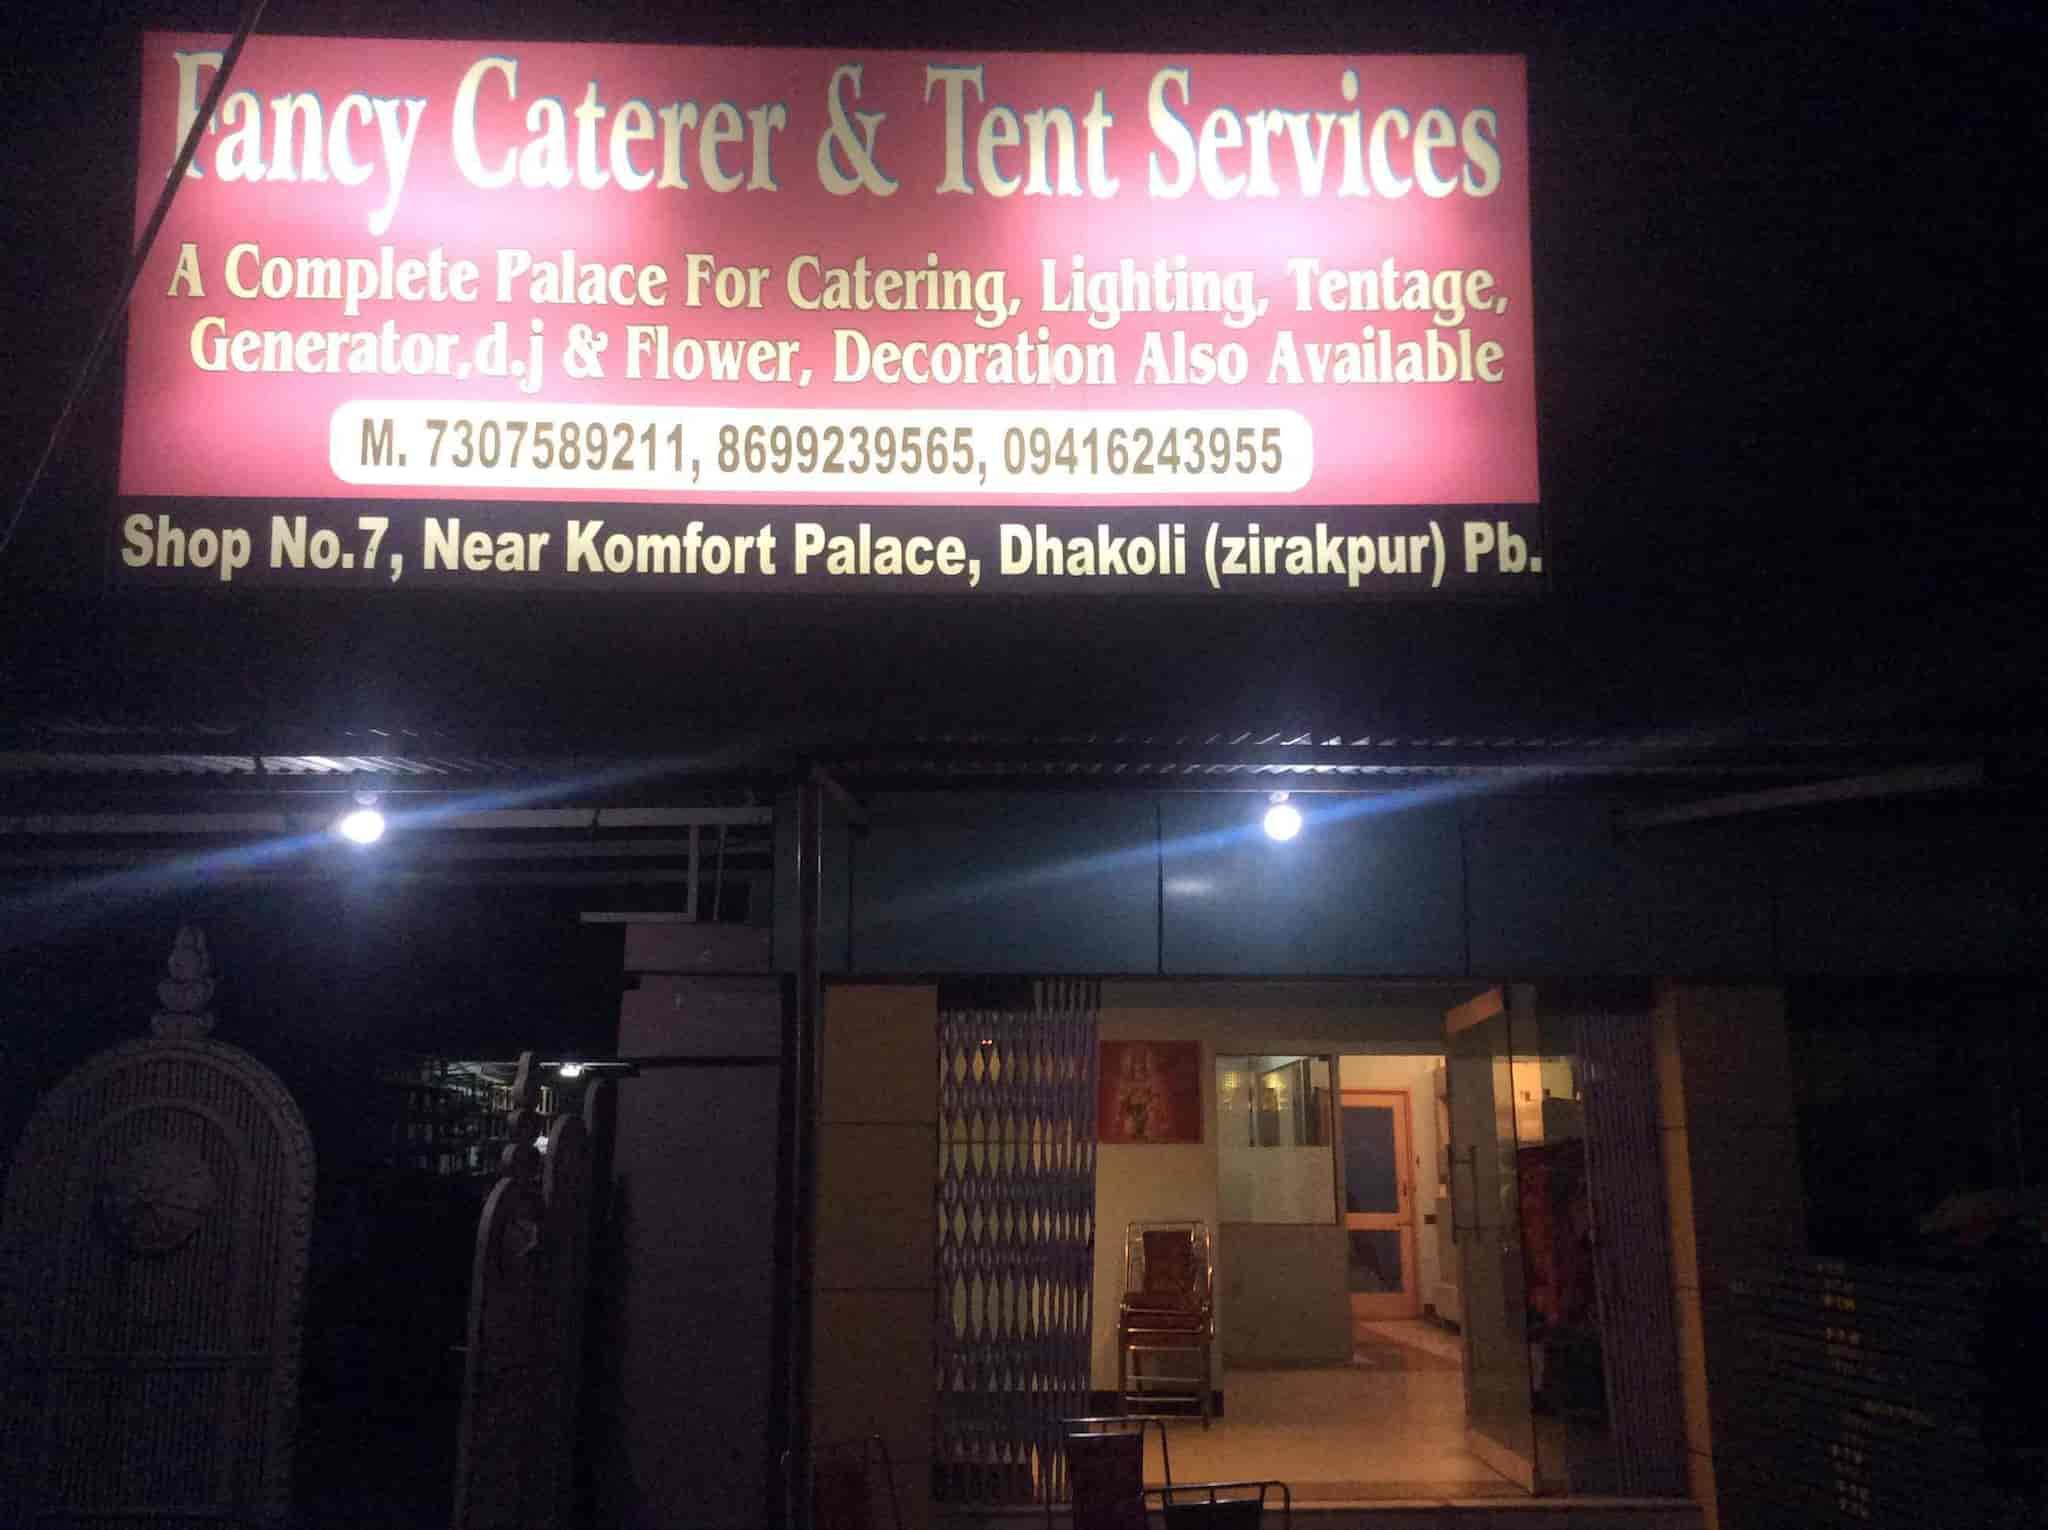 Fancy Caterer & Tent Services
A Complete Palace For Catering, Lighting, Tentage,
Generator,d.j & Flower, Decoration Also Available
M. 7307589211, 8699239565, 09416243955
Shop No.7, Near Komfort Palace, Dhakoli (zirakpur) Pb.